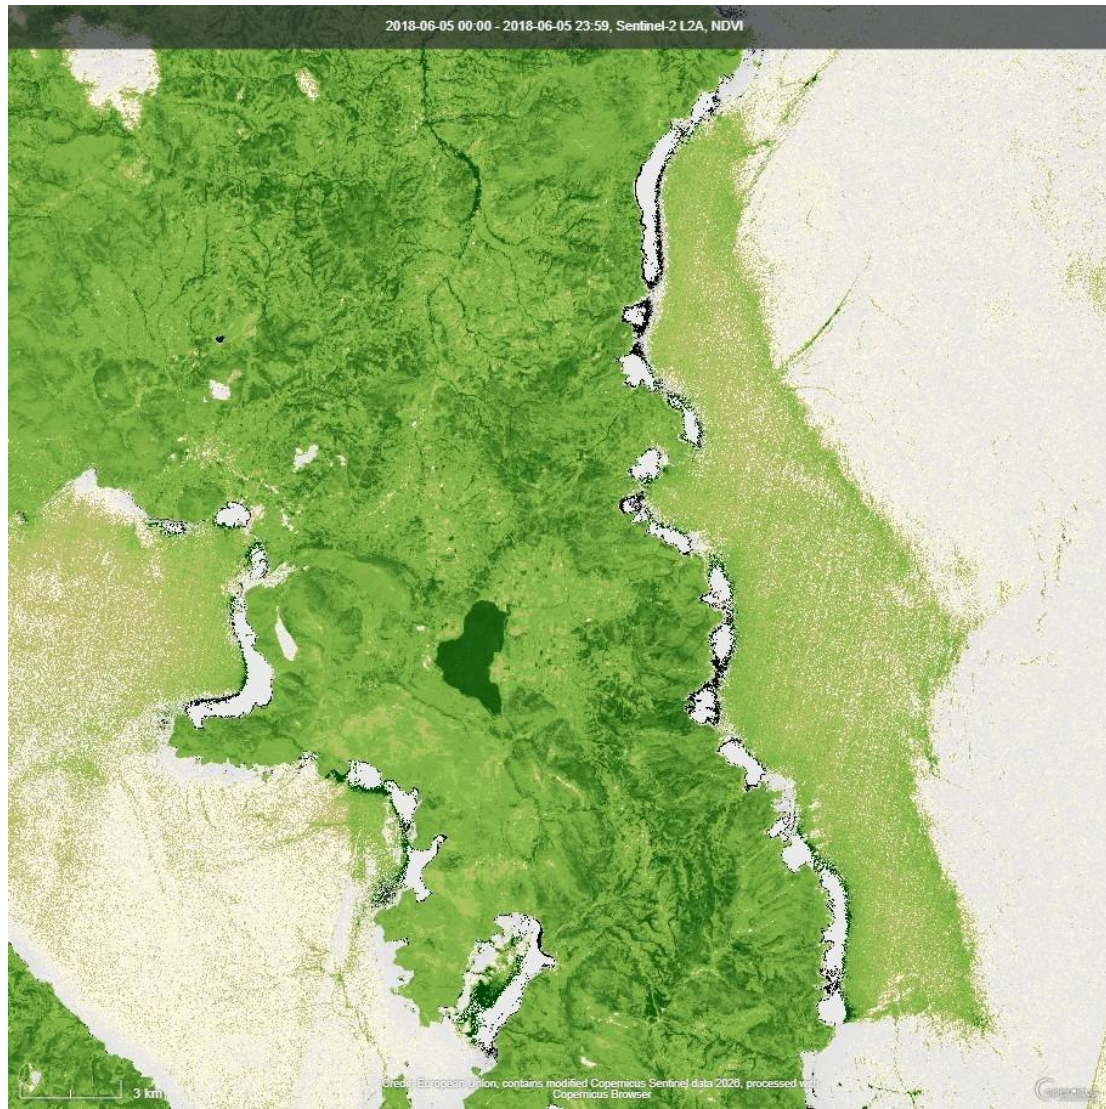 2018-06-05 00:00 - 2018-06-05 23:59, Sentinel-2 L2A, NDVI
3 km
Credit: European Union, contains modified Copernicus Sentinel data 2026, processed with
Copernicus Browser